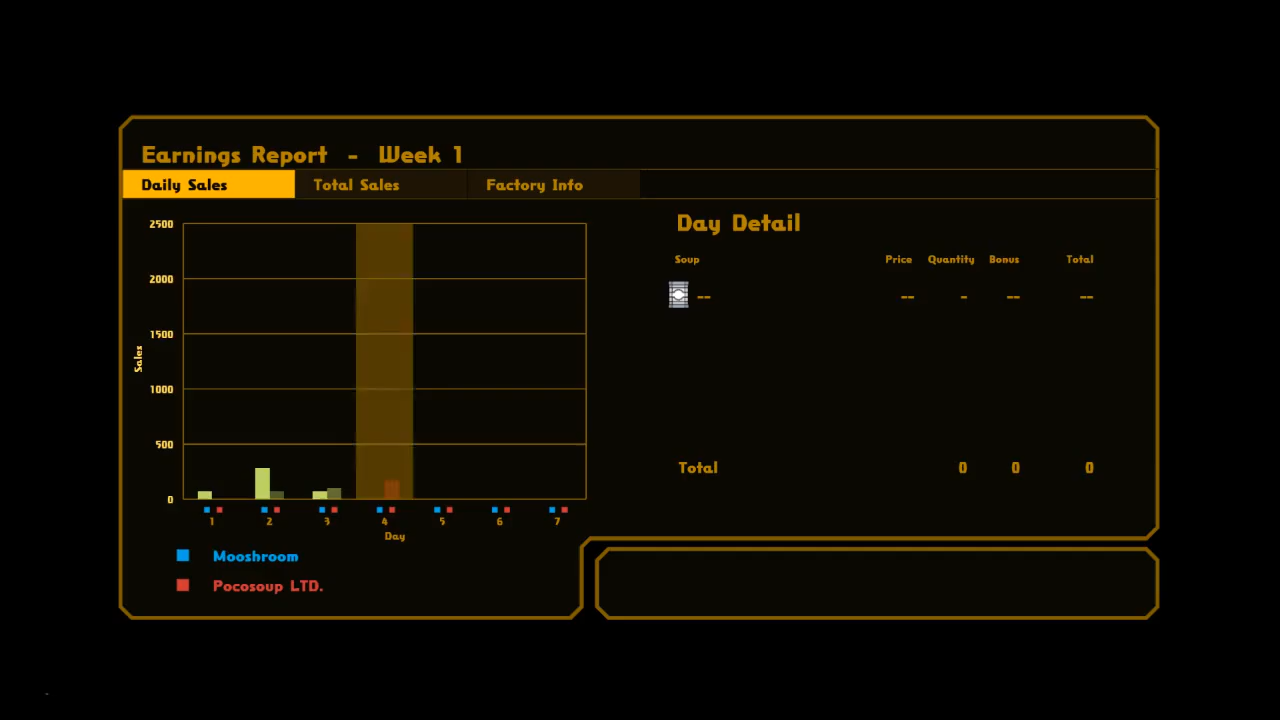 Earnings Report - Week 1
Daily Sales Total Sales Factory Info
2500
2000
1500
1000
500
0
Sales
1 2 3 4 5 6 7
Day
Mooshroom
Pocosoup LTD.
Day Detail
Soup Price Quantity Bonus Total
-- -- - -- --
Total 0 0 0